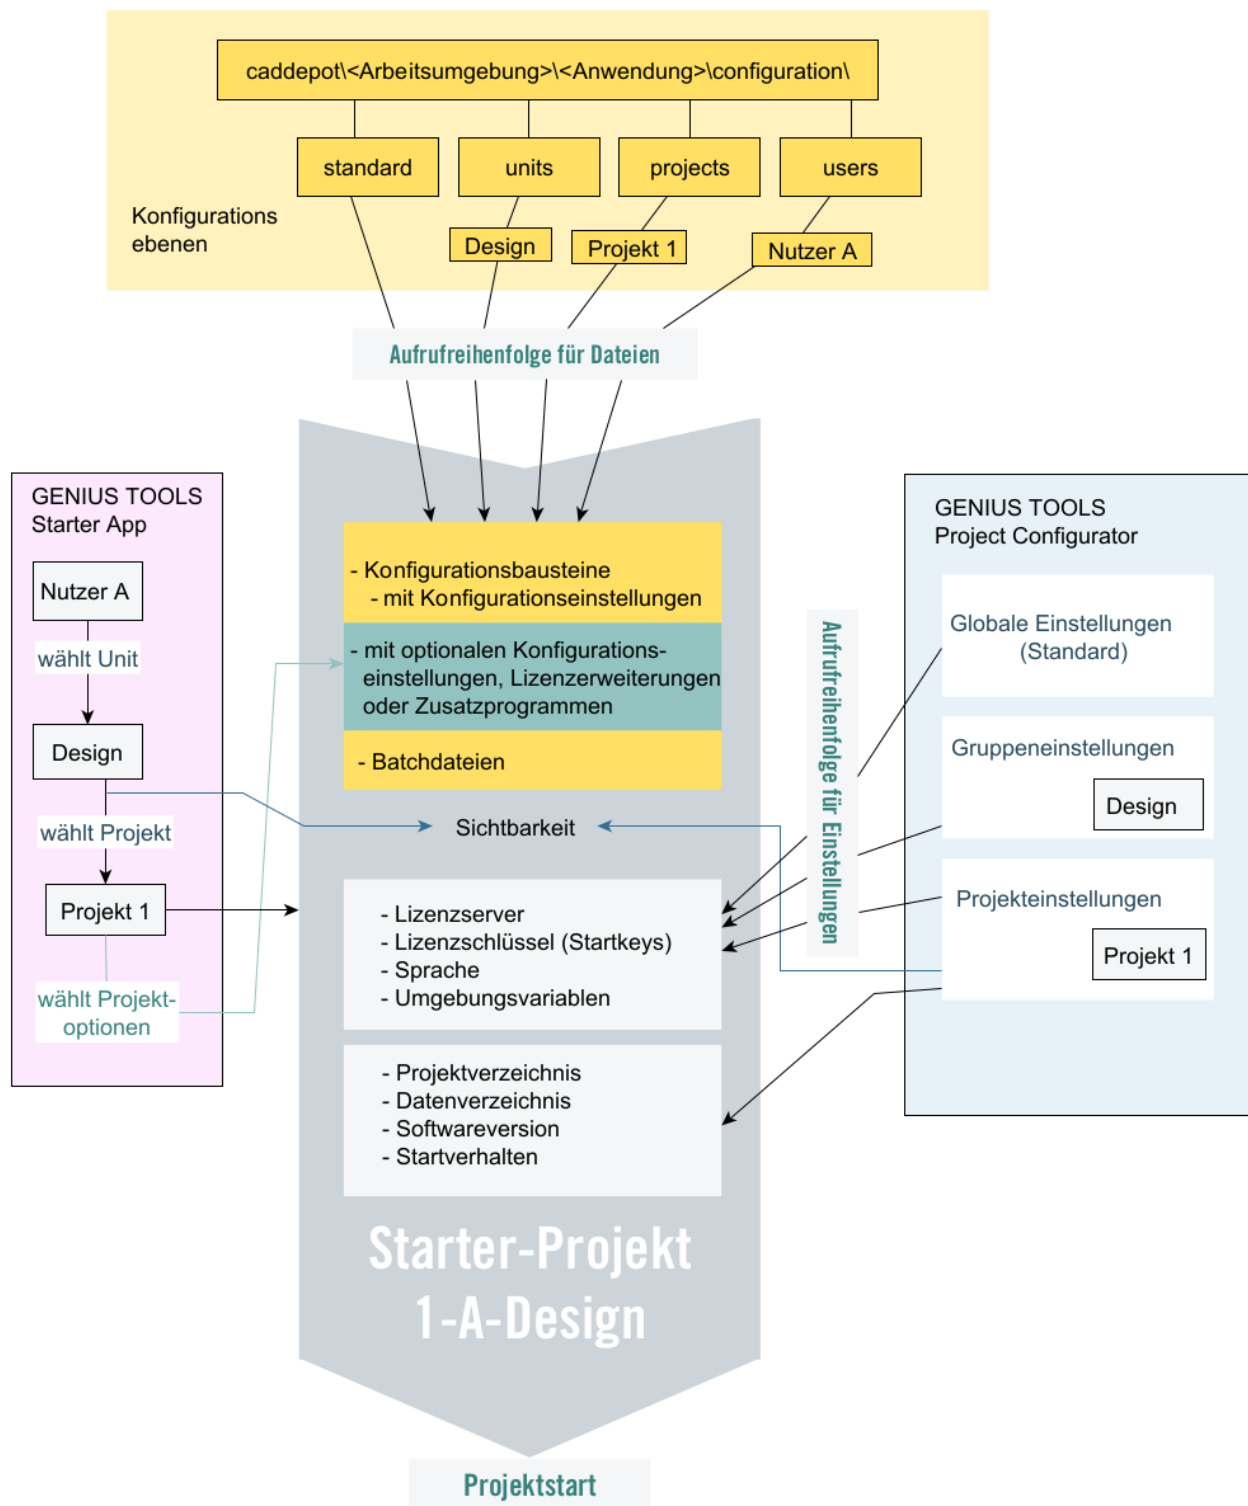 caddepot\<Arbeitsumgebung>\<Anwendung>\configuration\
standard
units
projects
users
Konfigurations
ebenen
Design
Projekt 1
Nutzer A
Aufrufreihenfolge für Dateien
GENIUS TOOLS
Starter App
Nutzer A
wählt Unit
Design
wählt Projekt
Projekt 1
wählt Projekt-
optionen
- Konfigurationsbausteine
- mit Konfigurationseinstellungen
- mit optionalen Konfigurations-
einstellungen, Lizenzerweiterungen
oder Zusatzprogrammen
- Batchdateien
Sichtbarkeit
- Lizenzserver
- Lizenzschlüssel (Startkeys)
- Sprache
- Umgebungsvariablen
- Projektverzeichnis
- Datenverzeichnis
- Softwareversion
- Startverhalten
Starter-Projekt
1-A-Design
Projektstart
Aufrufreihenfolge für Einstellungen
GENIUS TOOLS
Project Configurator
Globale Einstellungen
(Standard)
Gruppeneinstellungen
Design
Projekteinstellungen
Projekt 1